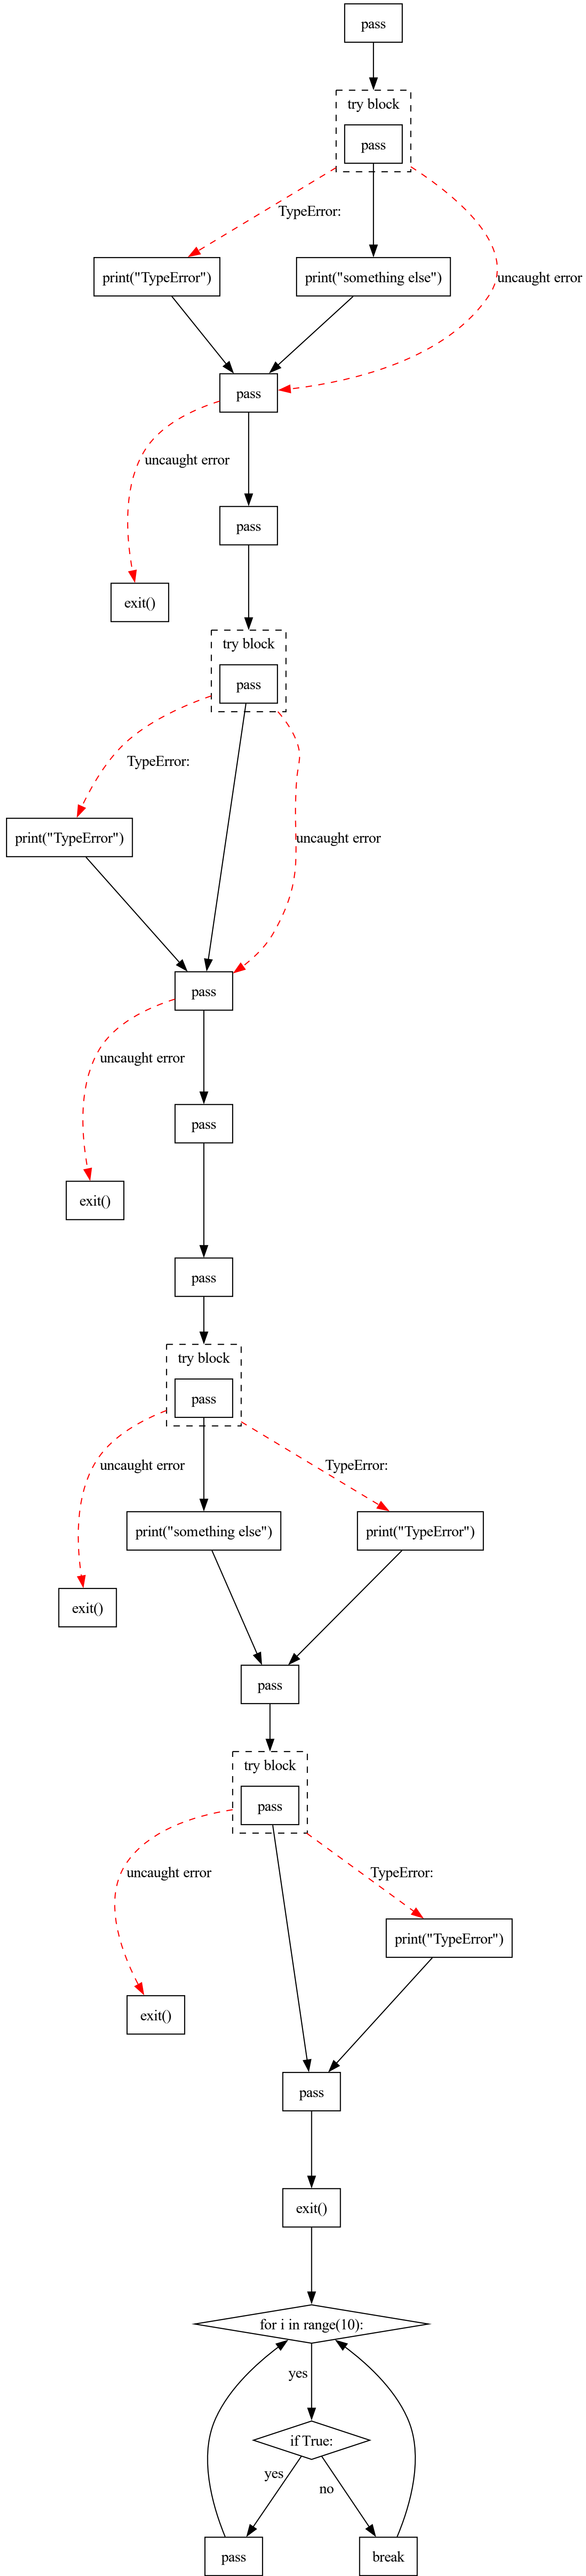 pass
try block
pass
TypeError:
print("TypeError")
print("something else")
uncaught error
pass
uncaught error
pass
exit()
try block
pass
TypeError:
print("TypeError")
uncaught error
pass
uncaught error
pass
exit()
pass
try block
pass
uncaught error
TypeError:
print("something else")
print("TypeError")
exit()
pass
try block
pass
uncaught error
TypeError:
print("TypeError")
exit()
pass
exit()
for i in range(10):
yes
if True:
yes
no
pass
break